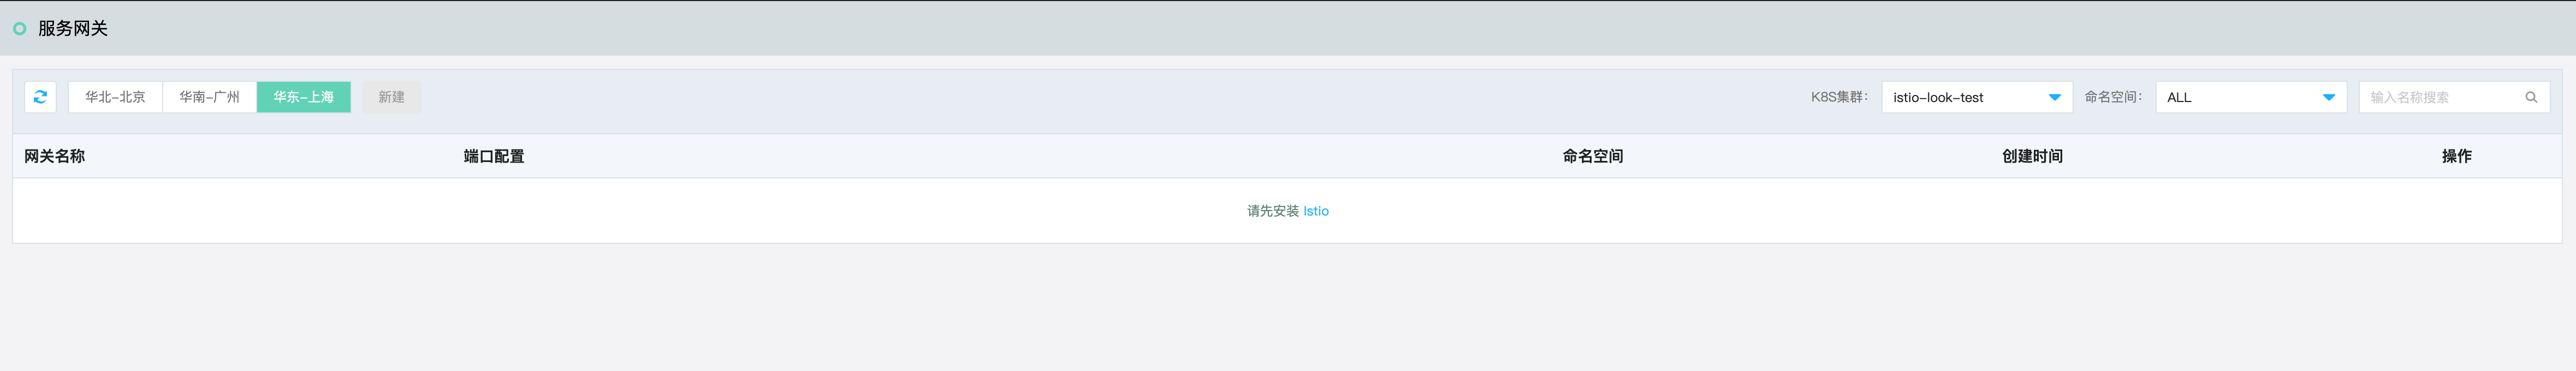 服务网关
华北-北京 华南-广州 华东-上海 新建 K8S集群： istio-look-test 命名空间： ALL 输入名称搜索
网关名称 端口配置 命名空间 创建时间 操作
请先安装 Istio